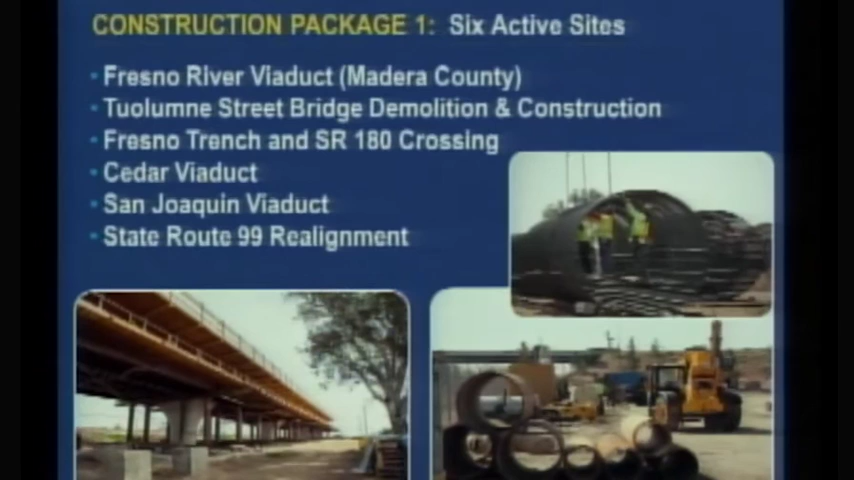 CONSTRUCTION PACKAGE 1: Six Active Sites
• Fresno River Viaduct (Madera County)
• Tuolumne Street Bridge Demolition & Construction
• Fresno Trench and SR 180 Crossing
• Cedar Viaduct
• San Joaquin Viaduct
• State Route 99 Realignment